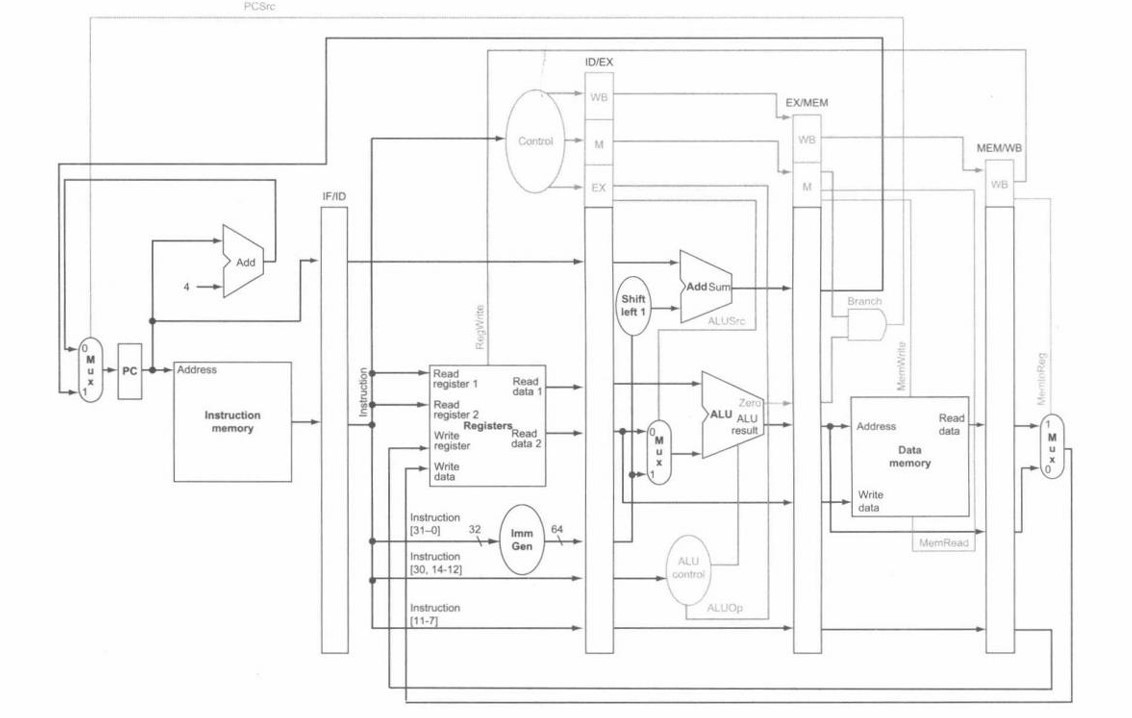 PCSrc
ID/EX
WB
EX/MEM
Control
M
WB
MEM/WB
EX
M
WB
IF/ID
Add
4
Shift
left 1
Add Sum
Branch
ALUSrc
RegWrite
MemWrite
MemtoReg
0
M
u
x
1
PC
Address
Instruction
memory
Instruction
Read
register 1
Read
data 1
Read
register 2
Registers
Write
register
Read
data 2
Write
data
0
M
u
x
1
Zero
ALU
ALU
result
Address
Read
data
Data
memory
Write
data
1
M
u
x
0
MemRead
Instruction
[31–0]
32
Imm
Gen
64
Instruction
[30, 14-12]
ALU
control
ALUOp
Instruction
[11-7]